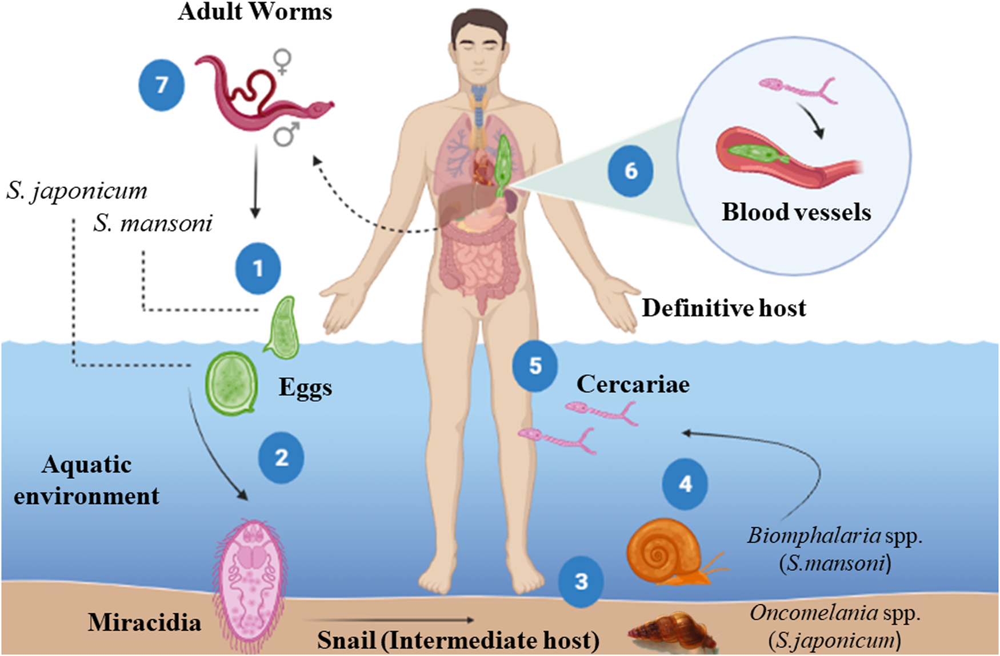 Adult Worms
7
♀
♂
6
Blood vessels
S. japonicum
S. mansoni
1
Definitive host
5
Cercariae
Eggs
2
Aquatic
environment
4
Biomphalaria spp.
(S.mansoni)
3
Miracidia
Snail (Intermediate host)
Oncomelania spp.
(S.japonicum)